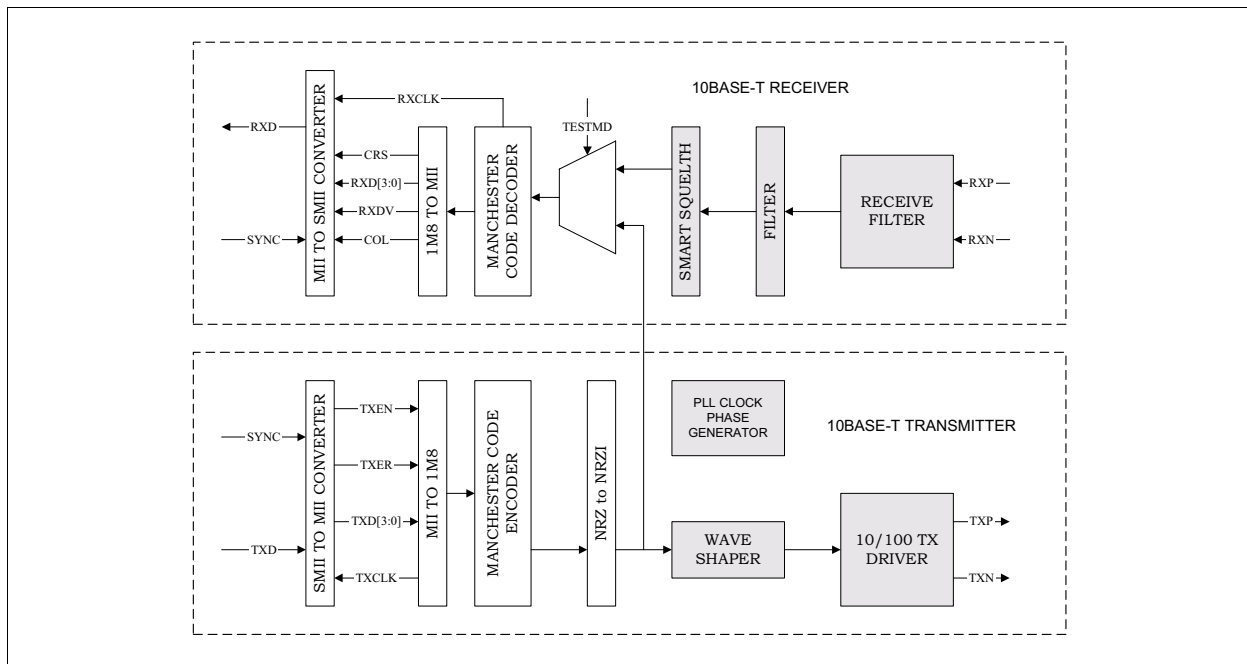 10BASE-T RECEIVER
MII TO SMII CONVERTER
RXCLK
RXD
CRS
RXD[3:0]
RXDV
COL
SYNC
1M8 TO MII
MANCHESTER
CODE DECODER
TESTMD
SMART SQUELTH
FILTER
RECEIVE
FILTER
RXP
RXN
SMII TO MII CONVERTER
SYNC
TXD
TXEN
TXER
TXD[3:0]
TXCLK
MII TO 1M8
MANCHESTER CODE
ENCODER
NRZ to NRZI
PLL CLOCK
PHASE
GENERATOR
10BASE-T TRANSMITTER
WAVE
SHAPER
10/100 TX
DRIVER
TXP
TXN